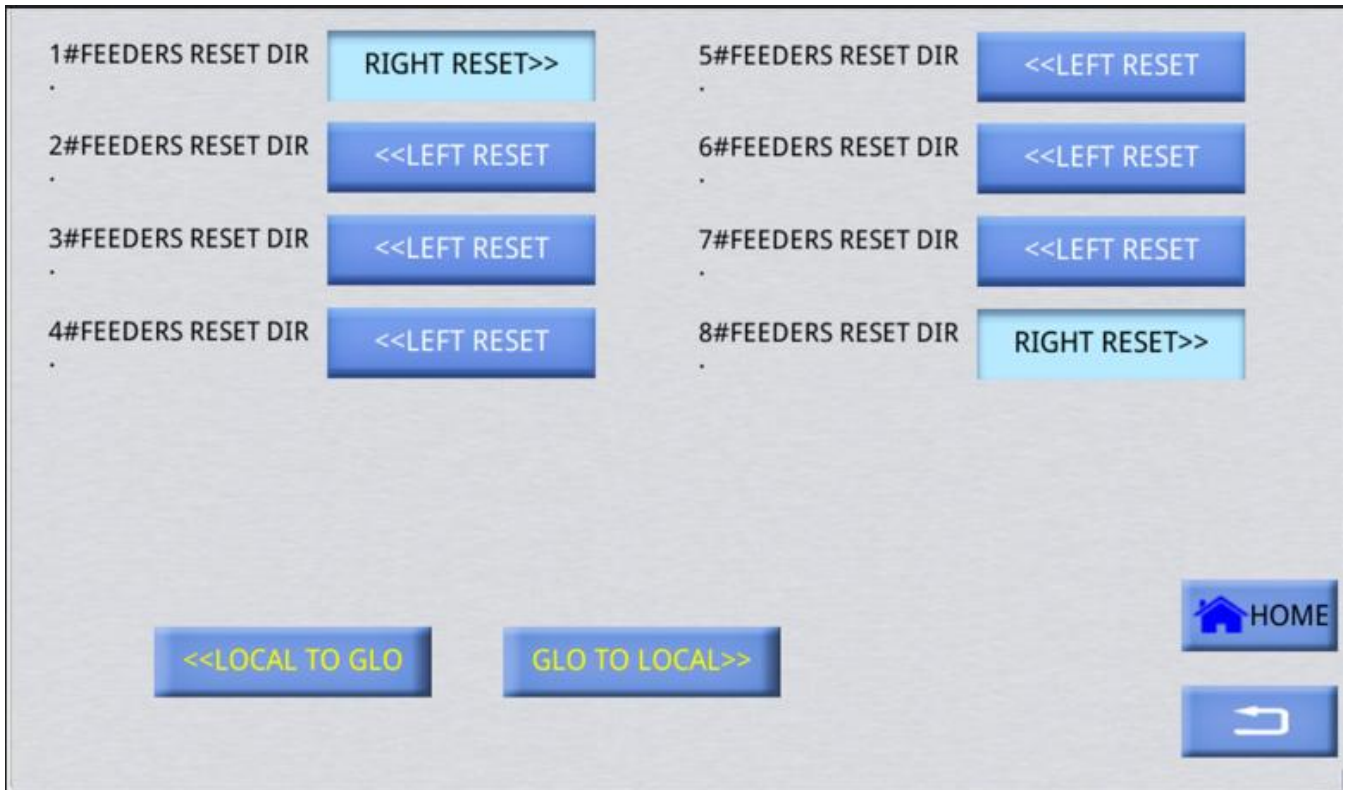 1#FEEDERS RESET DIR
.
RIGHT RESET>>
2#FEEDERS RESET DIR
.
<<LEFT RESET
3#FEEDERS RESET DIR
.
<<LEFT RESET
4#FEEDERS RESET DIR
.
<<LEFT RESET
5#FEEDERS RESET DIR
.
<<LEFT RESET
6#FEEDERS RESET DIR
.
<<LEFT RESET
7#FEEDERS RESET DIR
.
<<LEFT RESET
8#FEEDERS RESET DIR
.
RIGHT RESET>>
<<LOCAL TO GLO
GLO TO LOCAL>>
HOME